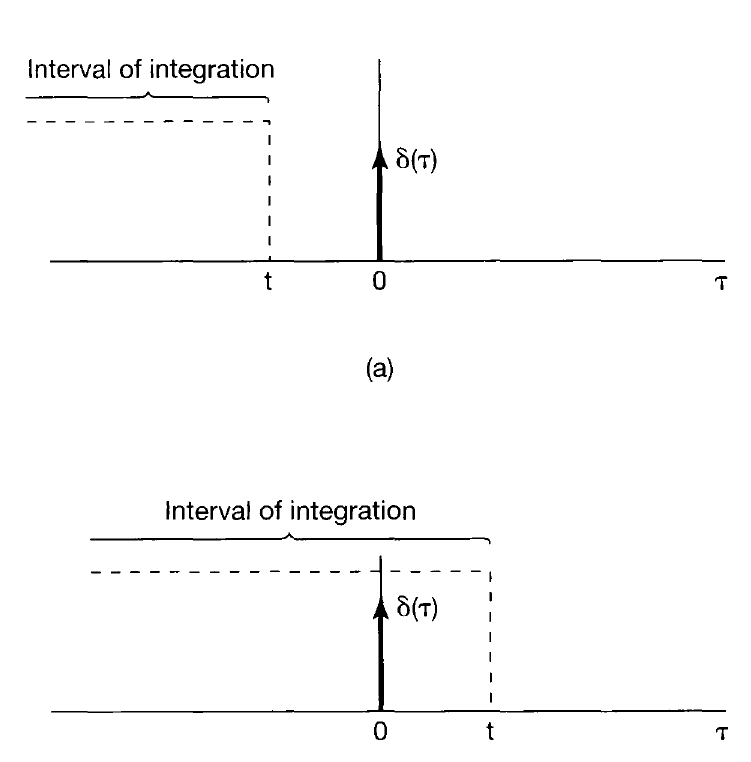 Interval of integration
δ(τ)
t 0 τ
(a)
Interval of integration
δ(τ)
0 t τ